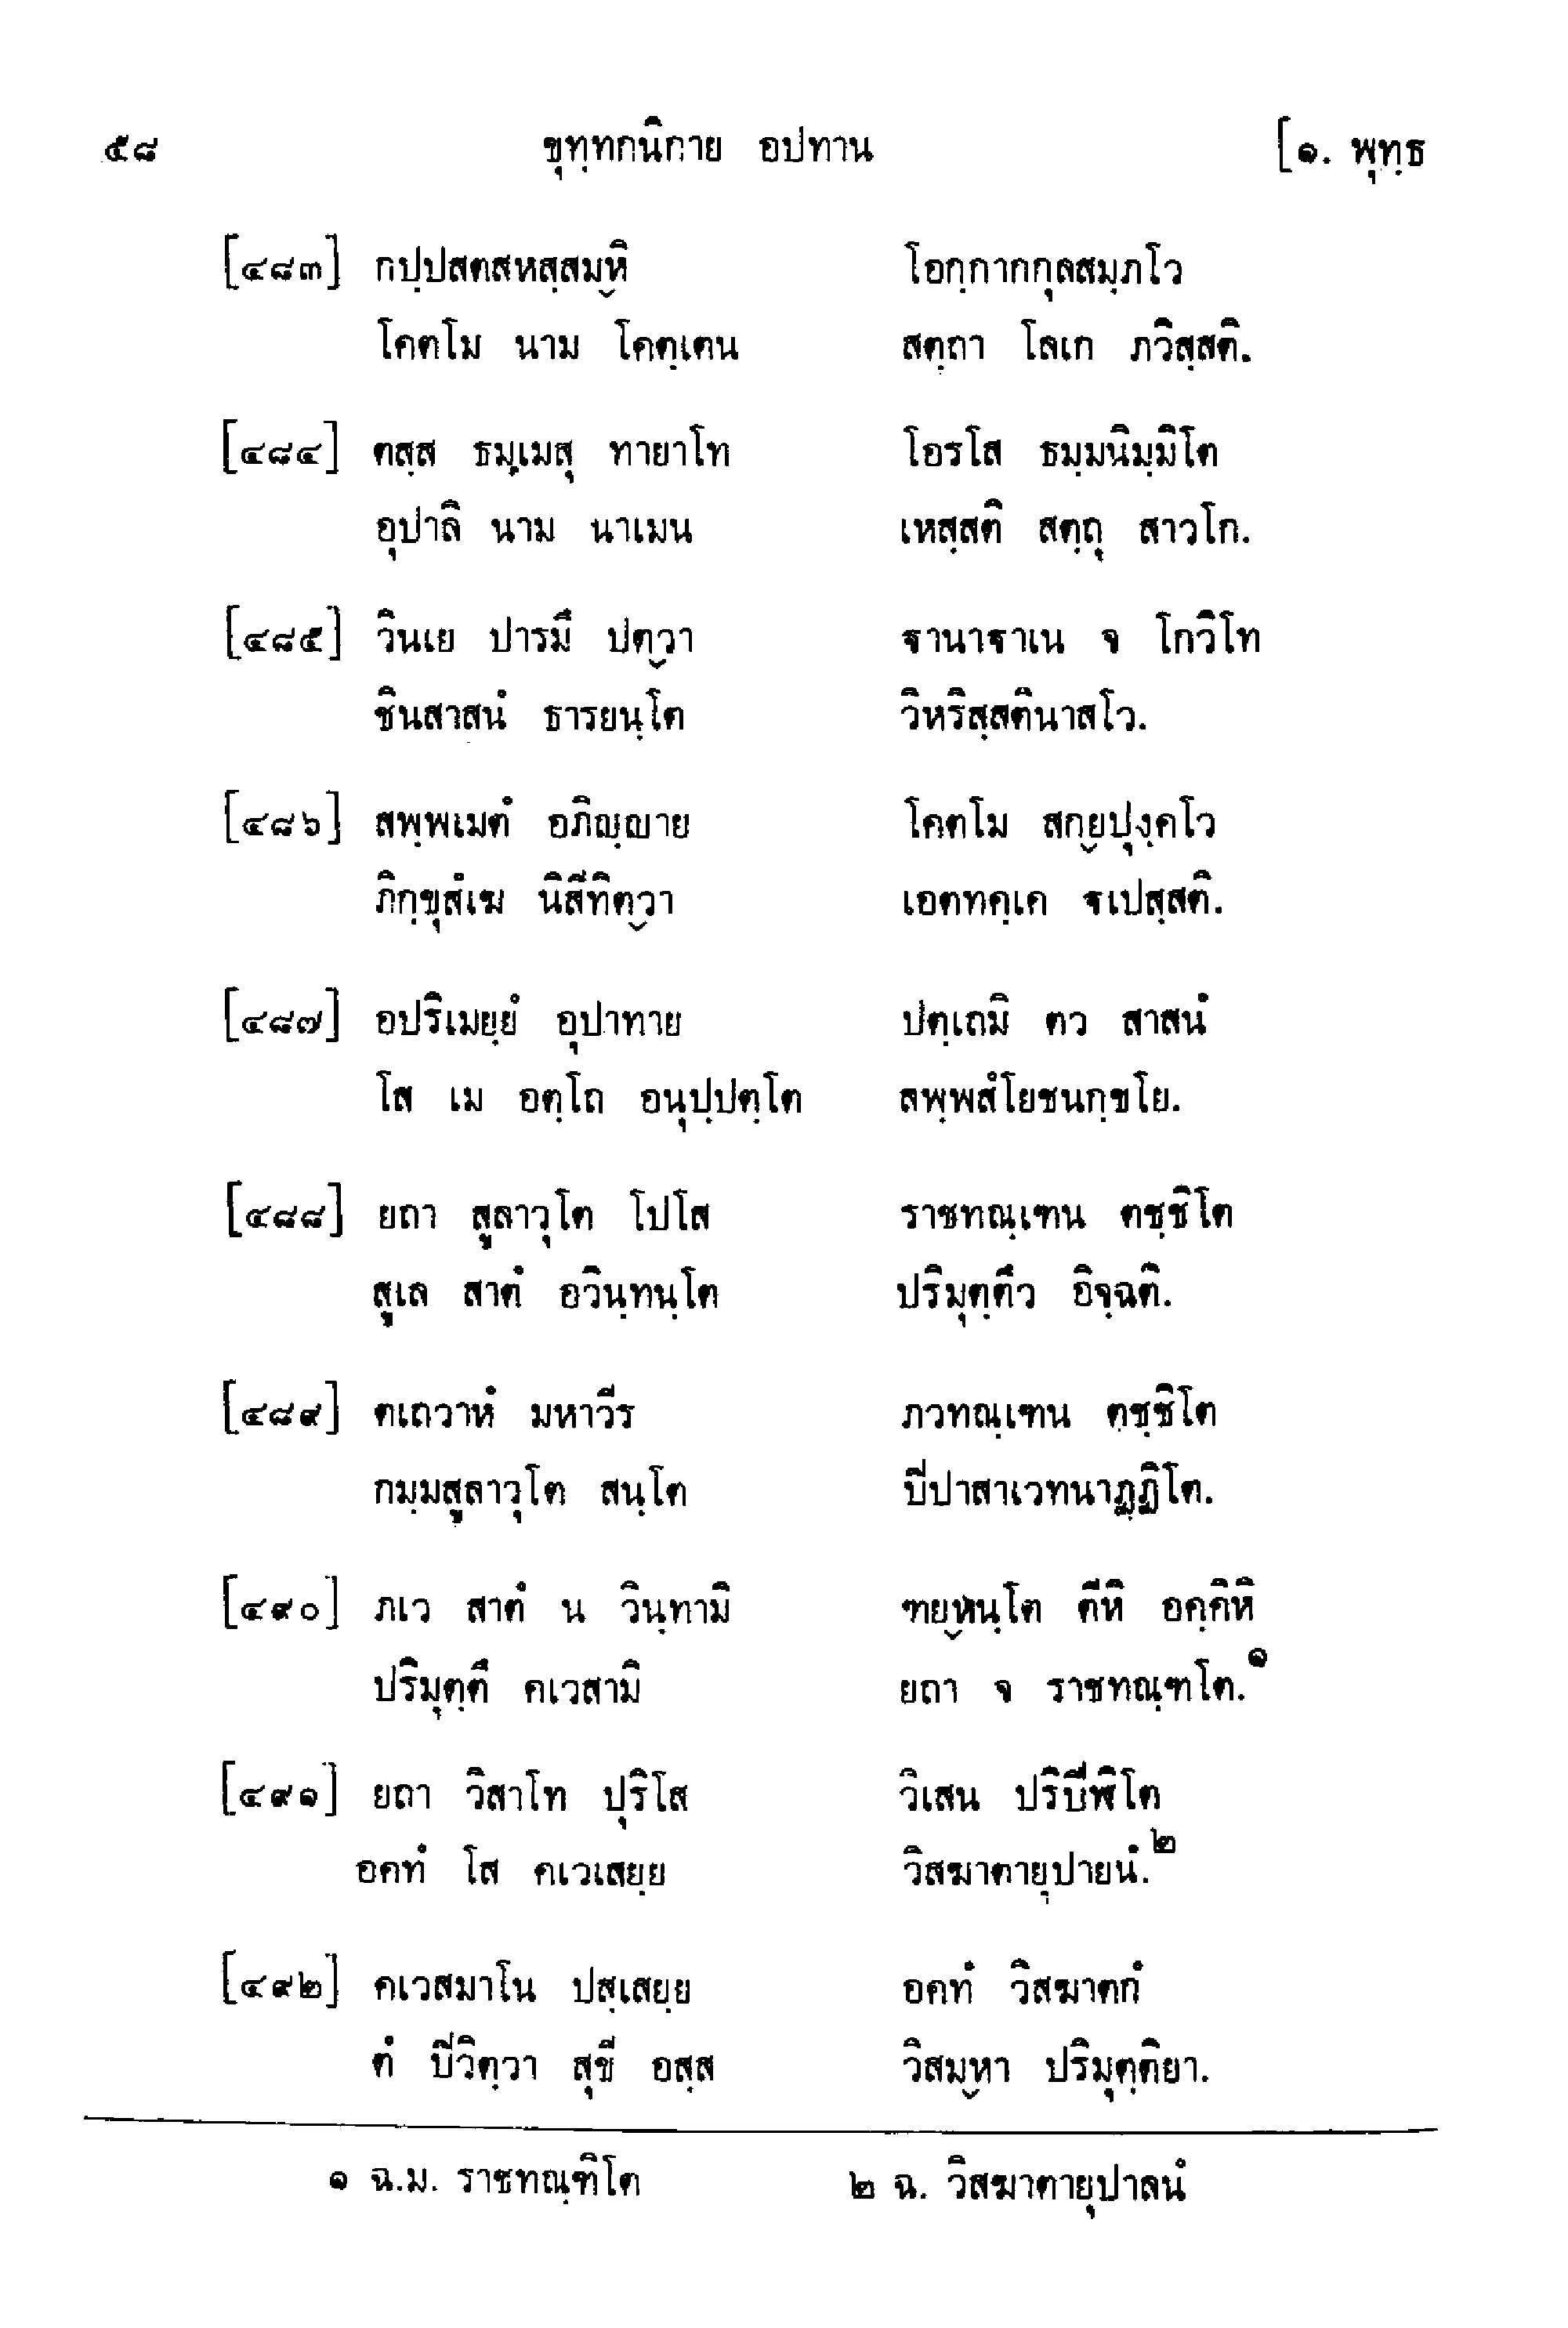 ๕๘ ขุทฺทกนิกาย อปทาน [๑. พุทฺธ
[๔๘๓] กปฺปสตสหสฺสมฺหิ โอกฺกากกุลสมฺภโว
โคตโม นาม โคตฺเตน สตฺถา โลเก ภวิสฺสติ.
[๔๘๔] ตสฺส ธมฺเมสุ ทายาโท โอรโส ธมฺมนิมฺมิโต
อุปาลิ นาม นาเมน เหสฺสติ สตฺถุ สาวโก.
[๔๘๕] วินเย ปารมึ ปตฺวา ฐานาฐาเน จ โกวิโท
ชินสาสนํ ธารยนฺโต วิหริสฺสตินาสโว.
[๔๘๖] สพฺพเมตํ อภิญฺญาย โคตโม สกฺยปุงฺคโว
ภิกฺขุสํเฆ นิสีทิตฺวา เอตทคฺเค ฐเปสฺสติ.
[๔๘๗] อปริเมยฺยํ อุปาทาย ปตฺเถมิ ตว สาสนํ
โส เม อตฺโถ อนุปฺปตฺโต สพฺพสํโยชนกฺขโย.
[๔๘๘] ยถา สูลาวุโต โปโส ราชทณฺเฑน ตชฺชิโต
สูเล สาตํ อวินฺทนฺโต ปริมุตฺตึว อิจฺฉติ.
[๔๘๙] ตเถวาหํ มหาวีร ภวทณฺเฑน ตชฺชิโต
กมฺมสูลาวุโต สนฺโต ปีปาสาเวทนาฏฺฏิโต.
[๔๙๐] ภเว สาตํ น วินฺทามิ ฑยฺหนฺโต ตีหิ อคฺคิหิ
ปริมุตฺตึ คเวสามิ ยถา จ ราชทณฺฑโต.๑
[๔๙๑] ยถา วิสาโท ปุริโส วิเสน ปริปีฬิโต
อคทํ โส คเวเสยฺย วิสฆาตายุปายนํ.๒
[๔๙๒] คเวสมาโน ปสฺเสยฺย อคทํ วิสฆาตกํ
ตํ ปีวิตฺวา สุขี อสฺส วิสมฺหา ปริมุตฺติยา.
๑ ฉ.ม. ราชทณฺฑิโต ๒ ฉ. วิสฆาตายุปาลนํ